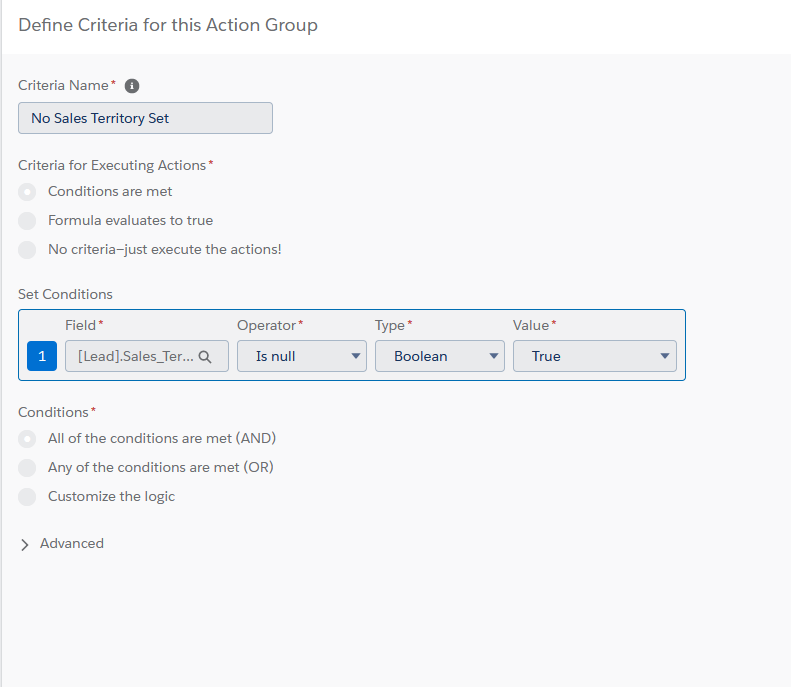 Define Criteria for this Action Group
Criteria Name*
No Sales Territory Set
Criteria for Executing Actions*
Conditions are met
Formula evaluates to true
No criteria—just execute the actions!
Set Conditions
Field* Operator* Type* Value*
1 [Lead].Sales_Ter... Is null Boolean True
Conditions*
All of the conditions are met (AND)
Any of the conditions are met (OR)
Customize the logic
Advanced